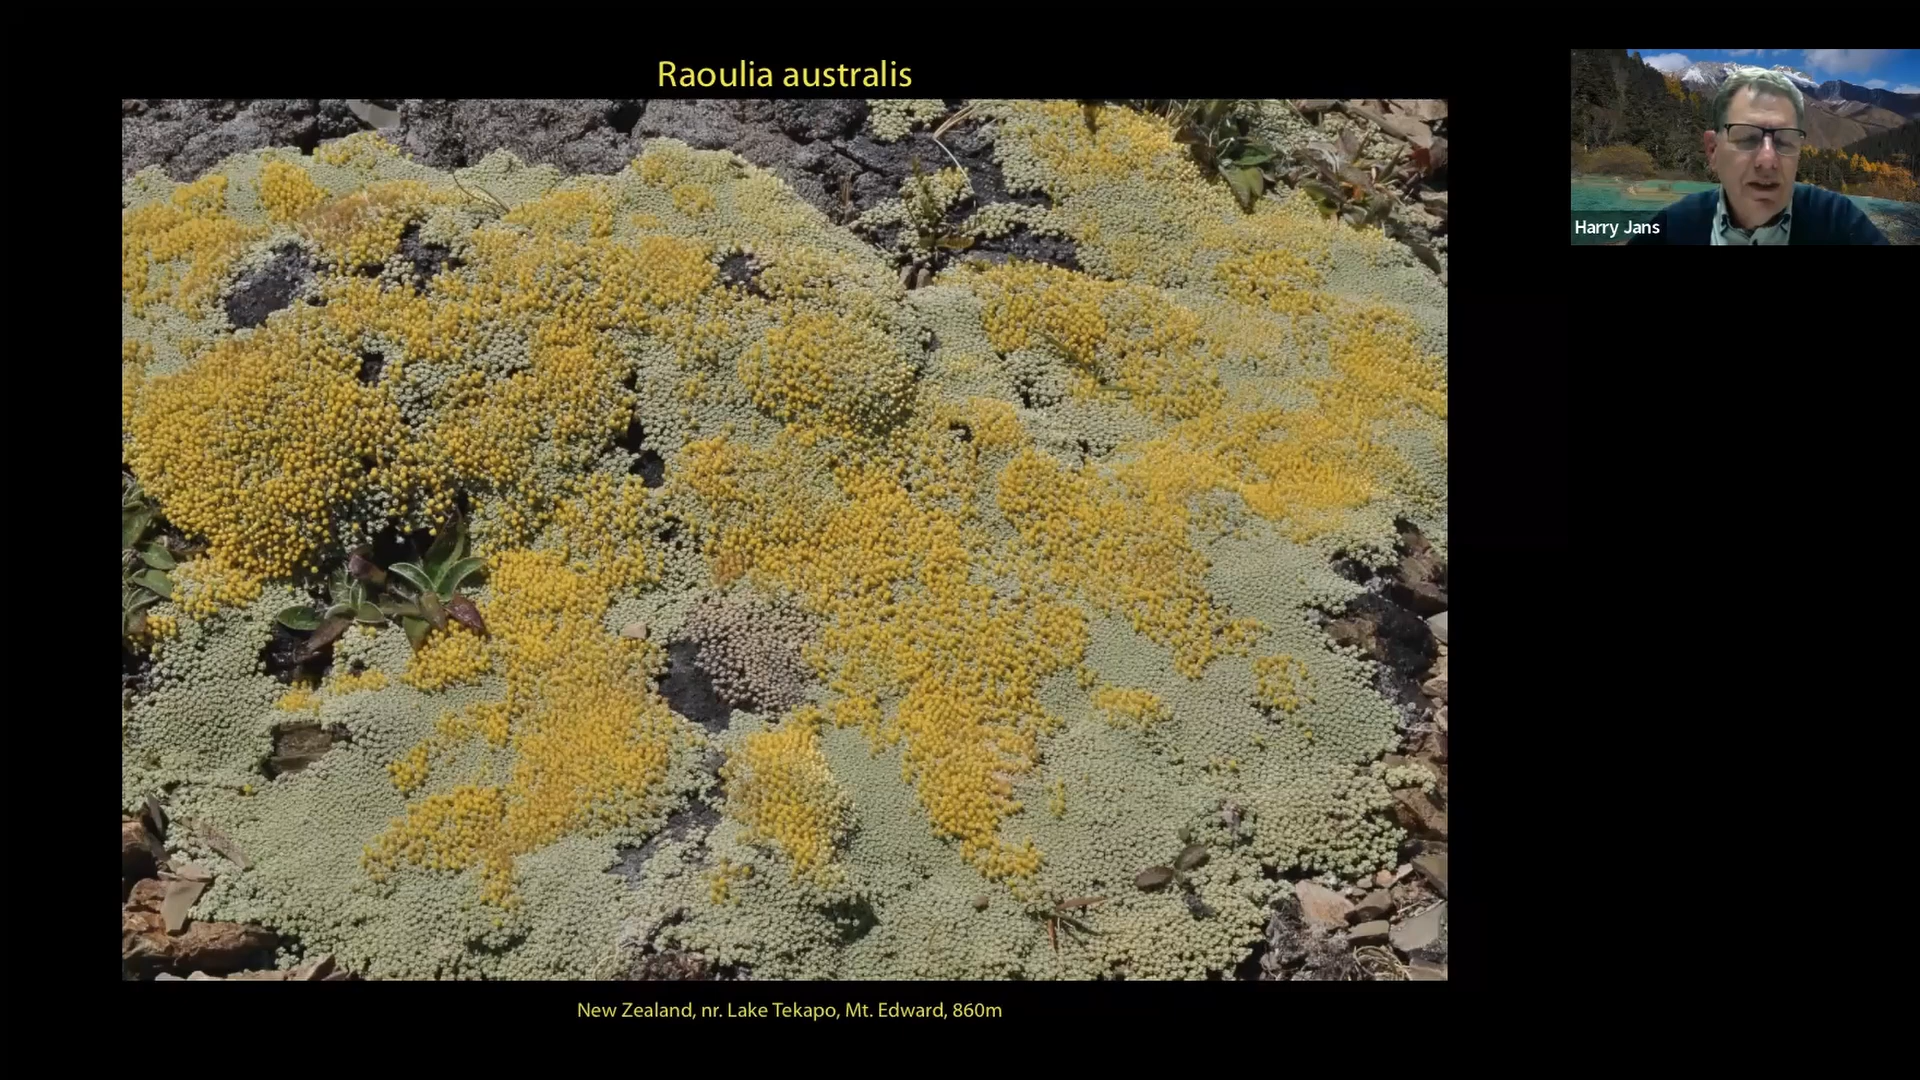 Raoulia australis
Harry Jans
New Zealand, nr. Lake Tekapo, Mt. Edward, 860m